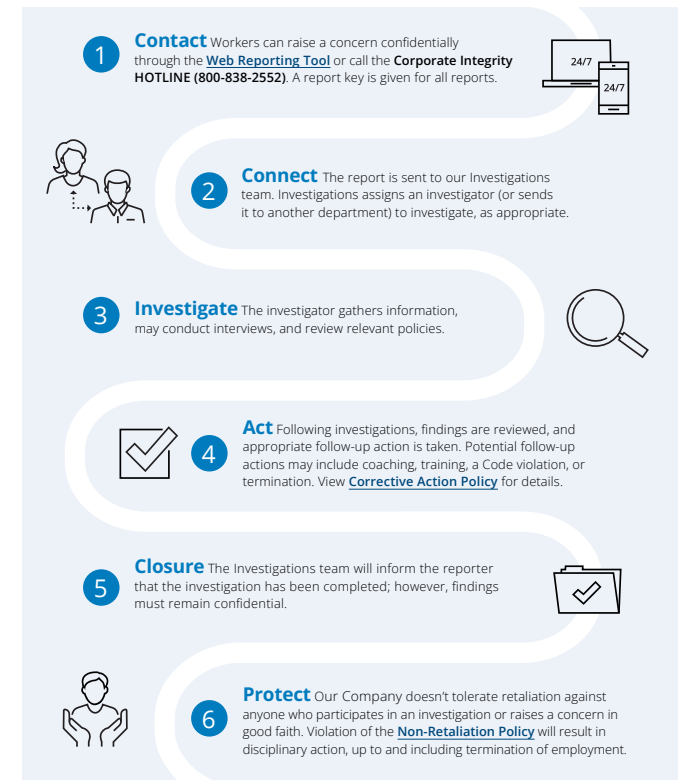 1
Contact Workers can raise a concern confidentially
through the Web Reporting Tool or call the Corporate Integrity
HOTLINE (800-838-2552). A report key is given for all reports.
24/7
24/7
2
Connect The report is sent to our Investigations
team. Investigations assigns an investigator (or sends
it to another department) to investigate, as appropriate.
3
Investigate The investigator gathers information,
may conduct interviews, and review relevant policies.
4
Act Following investigations, findings are reviewed, and
appropriate follow-up action is taken. Potential follow-up
actions may include coaching, training, a Code violation, or
termination. View Corrective Action Policy for details.
5
Closure The Investigations team will inform the reporter
that the investigation has been completed; however, findings
must remain confidential.
6
Protect Our Company doesn't tolerate retaliation against
anyone who participates in an investigation or raises a concern in
good faith. Violation of the Non-Retaliation Policy will result in
disciplinary action, up to and including termination of employment.